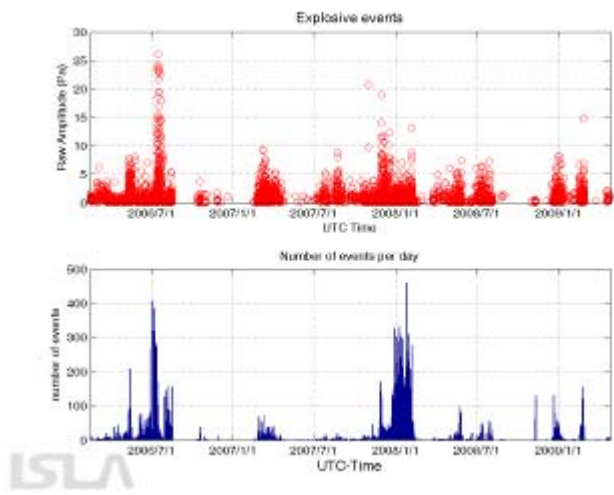 Explosive events
Raw Amplitude (Pa)
30
25
20
15
10
5
0
2006/7/1 2007/1/1 2007/7/1 2008/1/1 2008/7/1 2009/1/1
UTC Time
Number of events per day
number of events
500
400
300
200
100
0
2006/7/1 2007/1/1 2007/7/1 2008/1/1 2008/7/1 2009/1/1
UTC-Time
ISLA